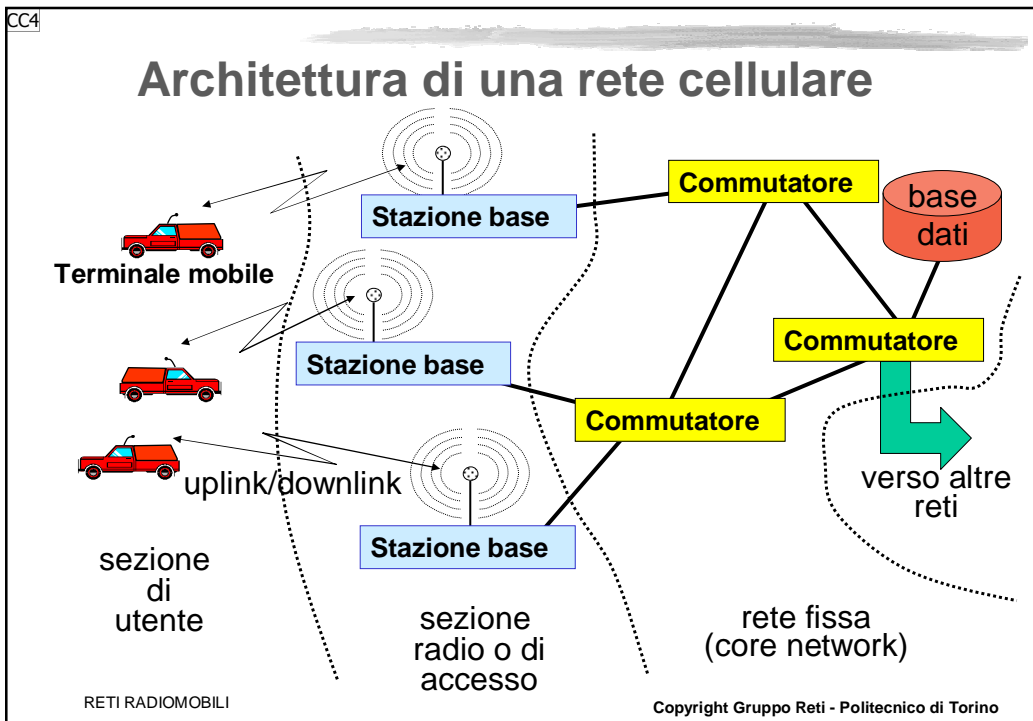 CC4
Architettura di una rete cellulare
Commutatore
base
dati
Stazione base
Terminale mobile
Commutatore
Stazione base
Commutatore
uplink/downlink
verso altre
reti
Stazione base
sezione
di
utente
sezione
radio o di
accesso
rete fissa
(core network)
RETI RADIOMOBILI
Copyright Gruppo Reti - Politecnico di Torino